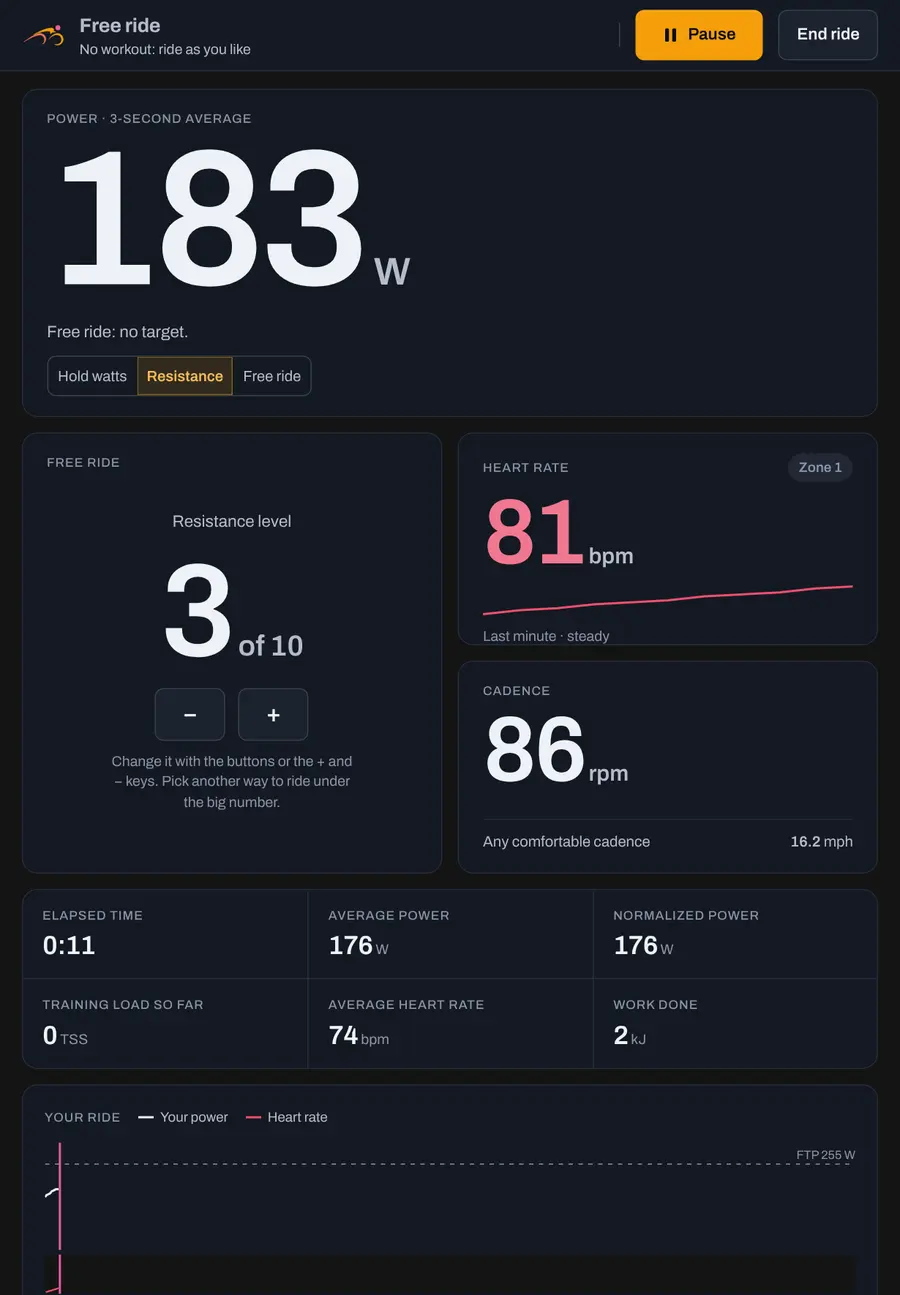 Free ride
No workout: ride as you like
Pause
End ride
POWER · 3-SECOND AVERAGE
183 W
Free ride: no target.
Hold watts Resistance Free ride
FREE RIDE
Resistance level
3 of 10
− +
Change it with the buttons or the + and
– keys. Pick another way to ride under
the big number.
HEART RATE Zone 1
81 bpm
Last minute · steady
CADENCE
86 rpm
Any comfortable cadence 16.2 mph
ELAPSED TIME
0:11
AVERAGE POWER
176 W
NORMALIZED POWER
176 W
TRAINING LOAD SO FAR
0 TSS
AVERAGE HEART RATE
74 bpm
WORK DONE
2 kJ
YOUR RIDE Your power Heart rate
FTP 255 W